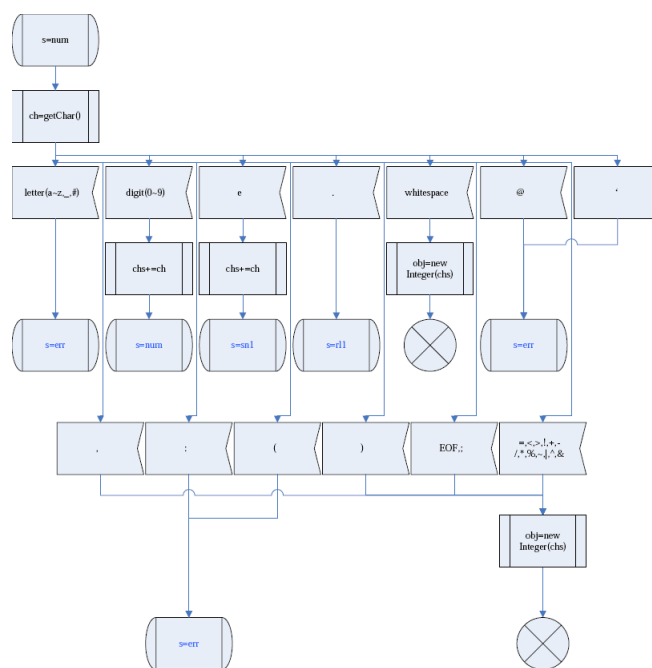 s=num
ch=getChar()
letter(a~z,_,#)
digit(0~9)
e
.
whitespace
@
‘
chs+=ch
chs+=ch
obj=new
Integer(chs)
s=err
s=num
s=sn1
s=rl1
s=err
,
:
(
)
EOF,;
=,<,>,!,+,-
/,*,%,~,|,^,&
obj=new
Integer(chs)
s=err